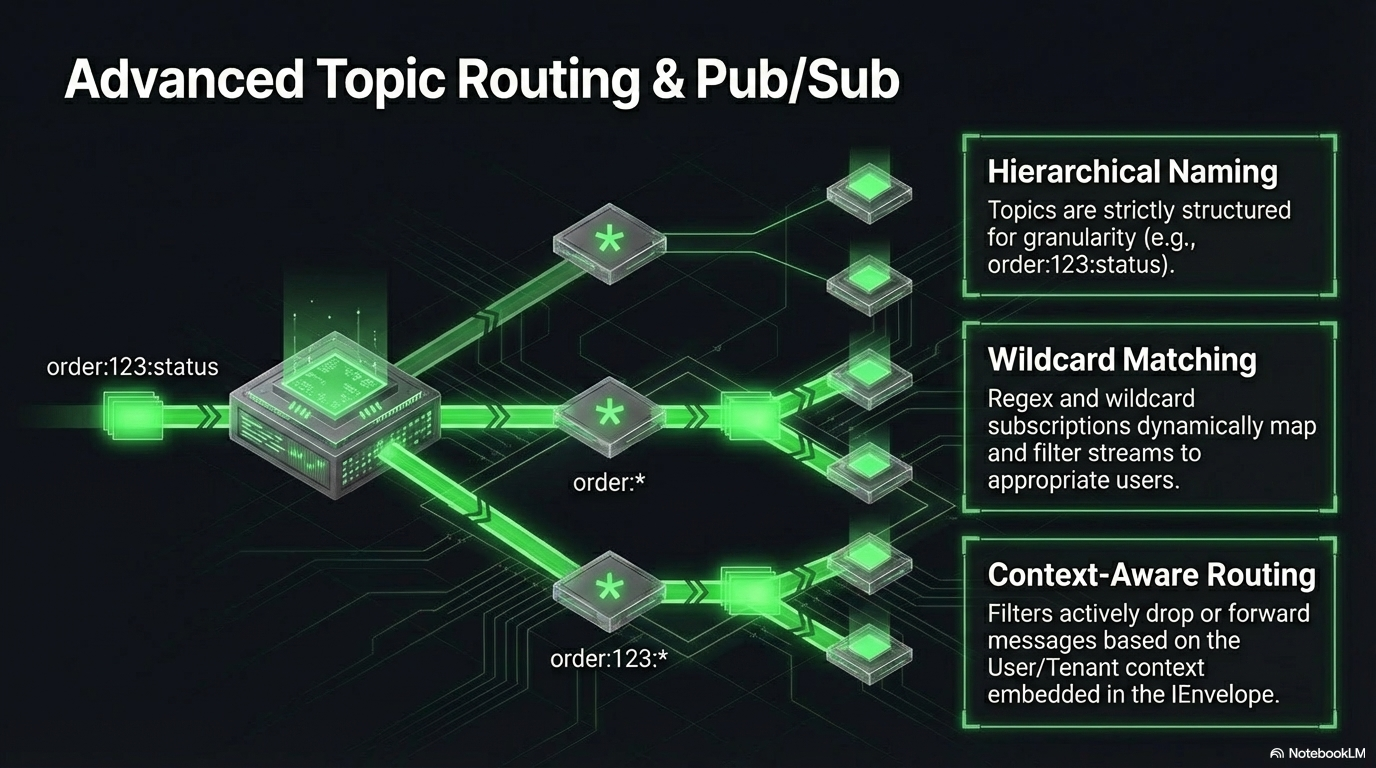 Advanced Topic Routing & Pub/Sub
order:123:status
*
*
order:*
*
order:123:*
Hierarchical Naming
Topics are strictly structured
for granularity (e.g.,
order:123:status).
Wildcard Matching
Regex and wildcard
subscriptions dynamically map
and filter streams to
appropriate users.
Context-Aware Routing
Filters actively drop or forward
messages based on the
User/Tenant context
embedded in the IEnvelope.
NotebookLM